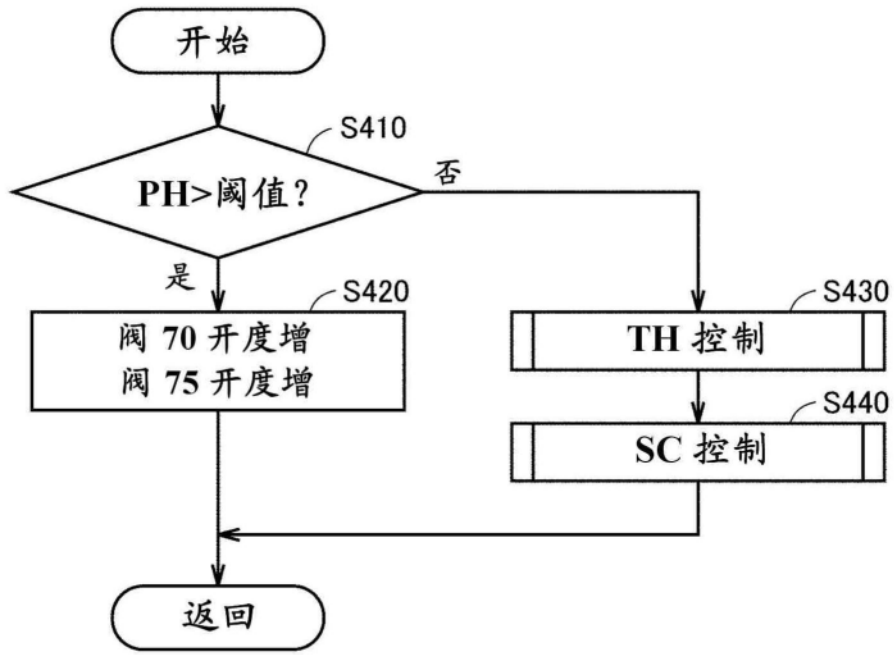 开始
S410
PH>阈值?
否
是
S420
阀 70 开度增
阀 75 开度增
S430
TH 控制
S440
SC 控制
返回